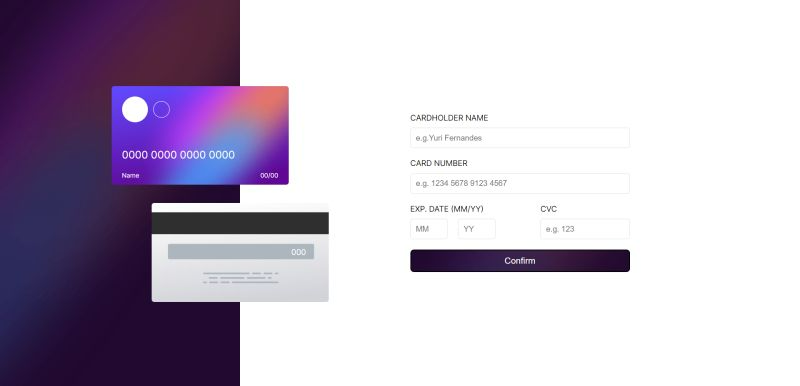 0000 0000 0000 0000
Name 00/00
000
CARDHOLDER NAME
e.g.Yuri Fernandes
CARD NUMBER
e.g. 1234 5678 9123 4567
EXP. DATE (MM/YY) CVC
MM YY e.g. 123
Confirm